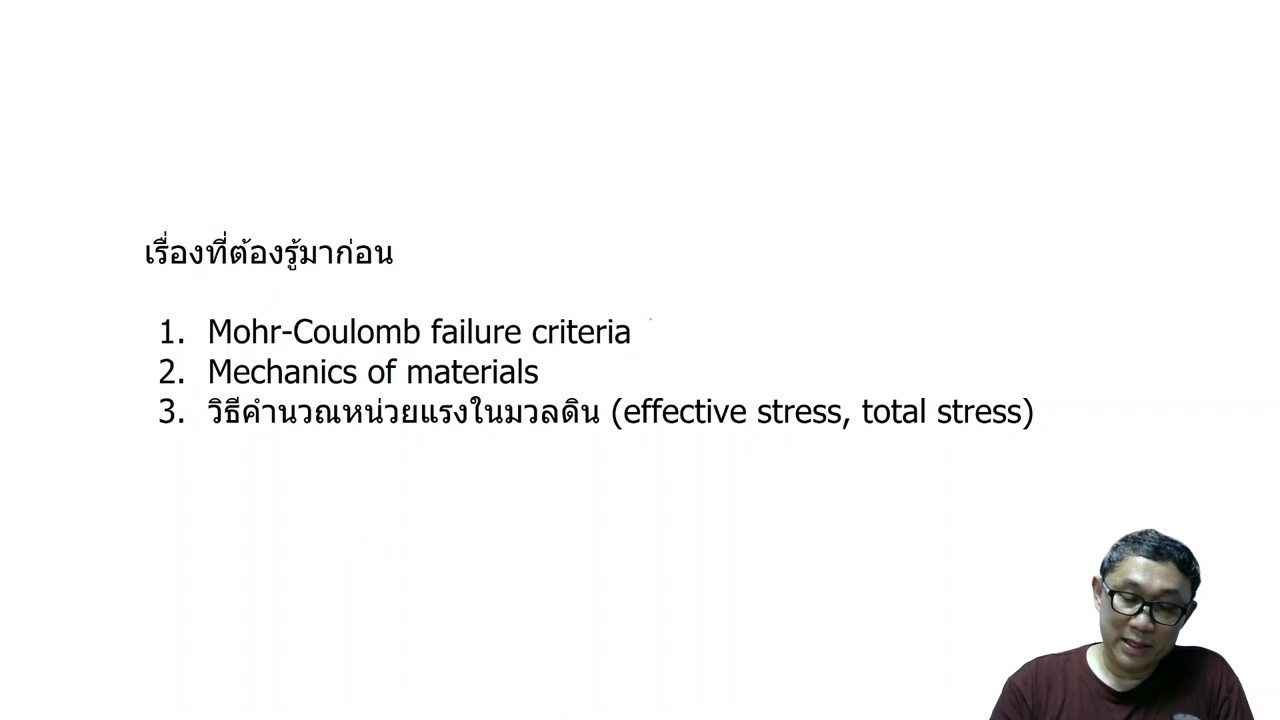 เรื่องที่ต้องรู้มาก่อน
1. Mohr-Coulomb failure criteria
2. Mechanics of materials
3. วิธีคำนวณหน่วยแรงในมวลดิน (effective stress, total stress)